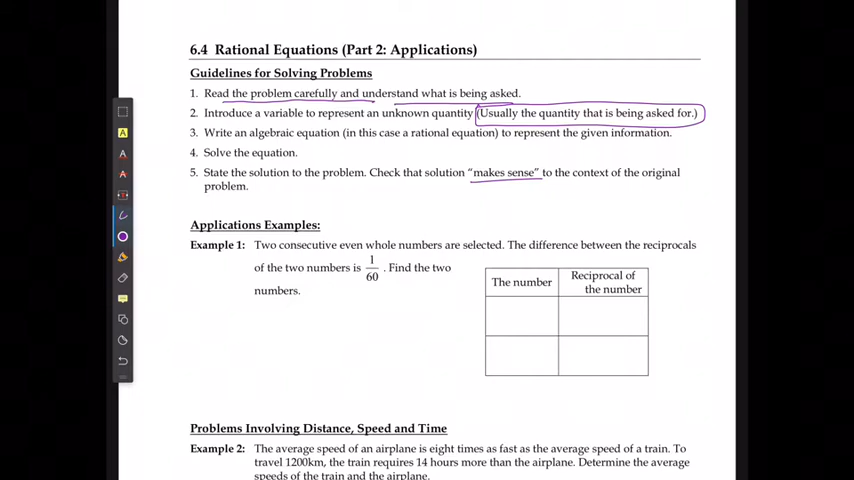 6.4 Rational Equations (Part 2: Applications)
Guidelines for Solving Problems
1. Read the problem carefully and understand what is being asked.
2. Introduce a variable to represent an unknown quantity (Usually the quantity that is being asked for.)
3. Write an algebraic equation (in this case a rational equation) to represent the given information.
4. Solve the equation.
5. State the solution to the problem. Check that solution “makes sense” to the context of the original
problem.
Applications Examples:
Example 1: Two consecutive even whole numbers are selected. The difference between the reciprocals
of the two numbers is 1/60. Find the two
numbers.
The number
Reciprocal of
the number
Problems Involving Distance, Speed and Time
Example 2: The average speed of an airplane is eight times as fast as the average speed of a train. To
travel 1200km, the train requires 14 hours more than the airplane. Determine the average
speeds of the train and the airplane.